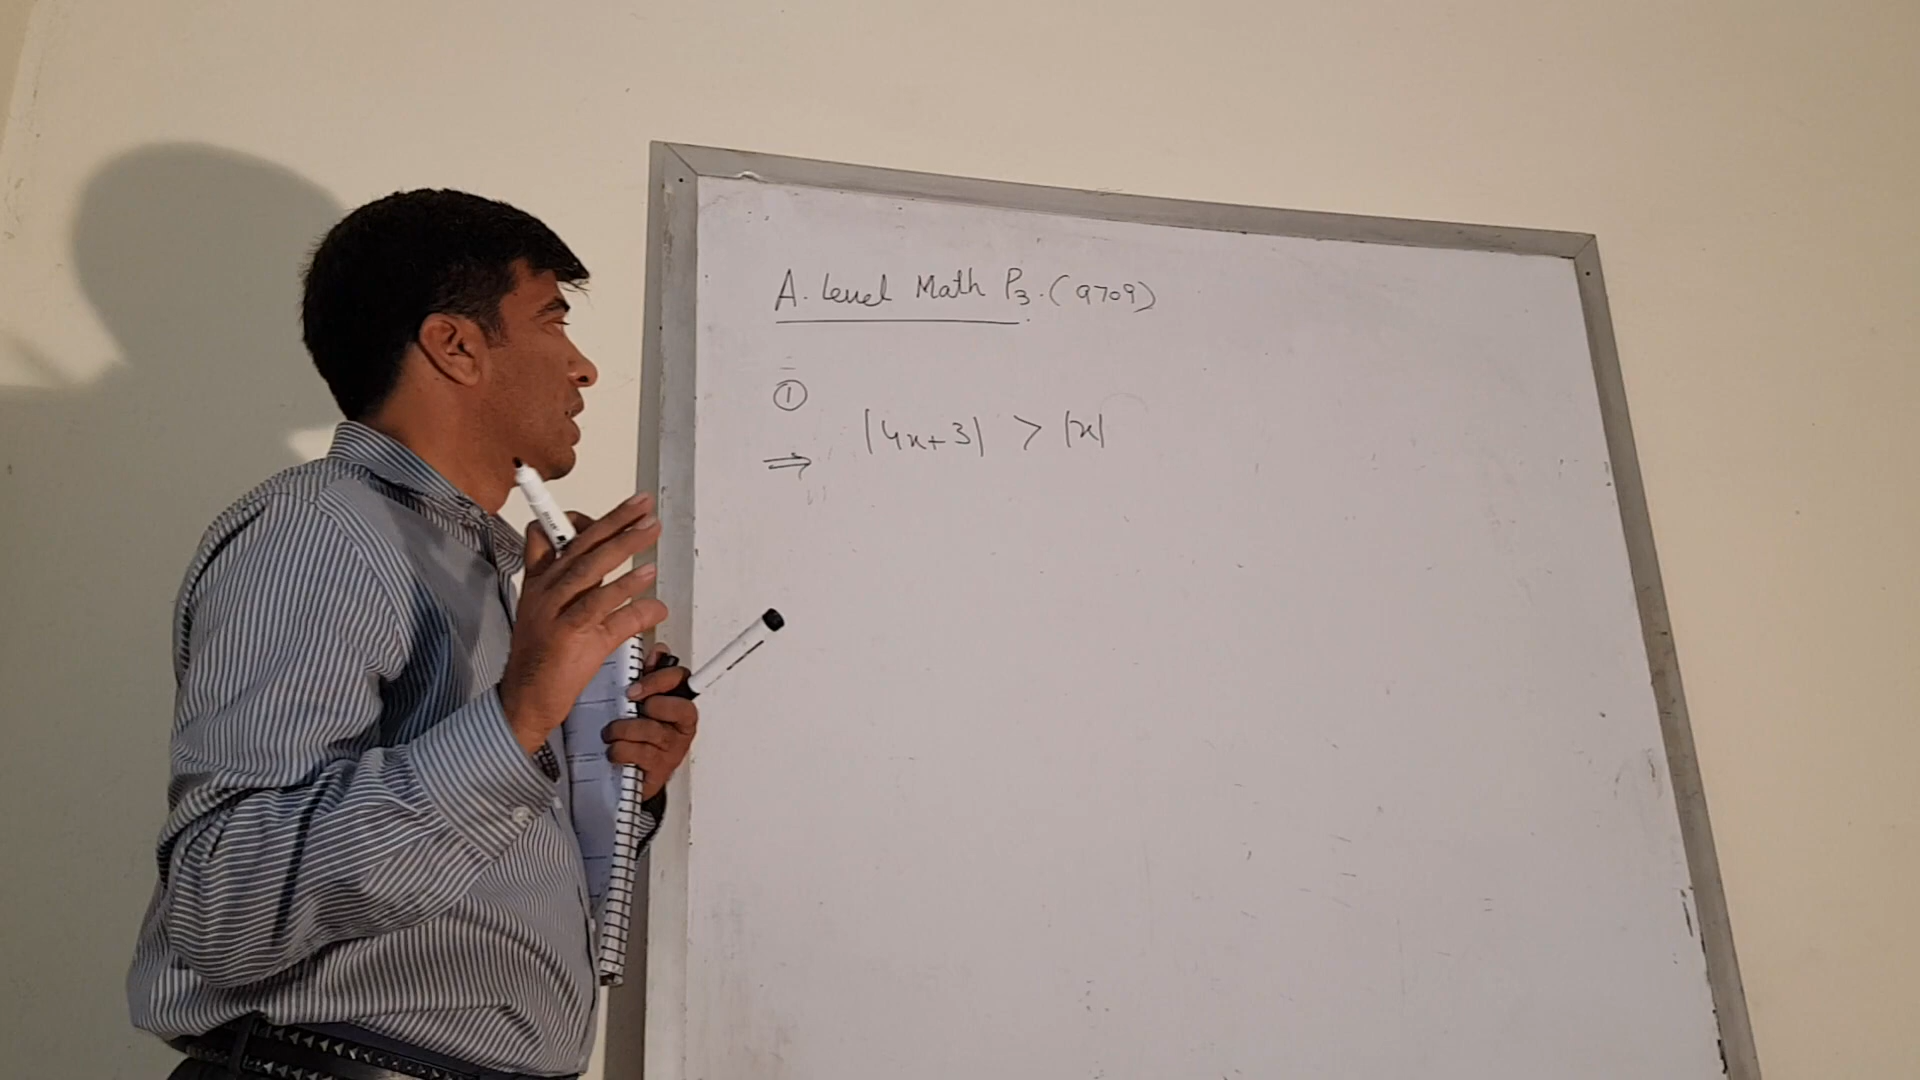 A. Level Math P3. (9709)
①
⇒ |4x+3| > |x|